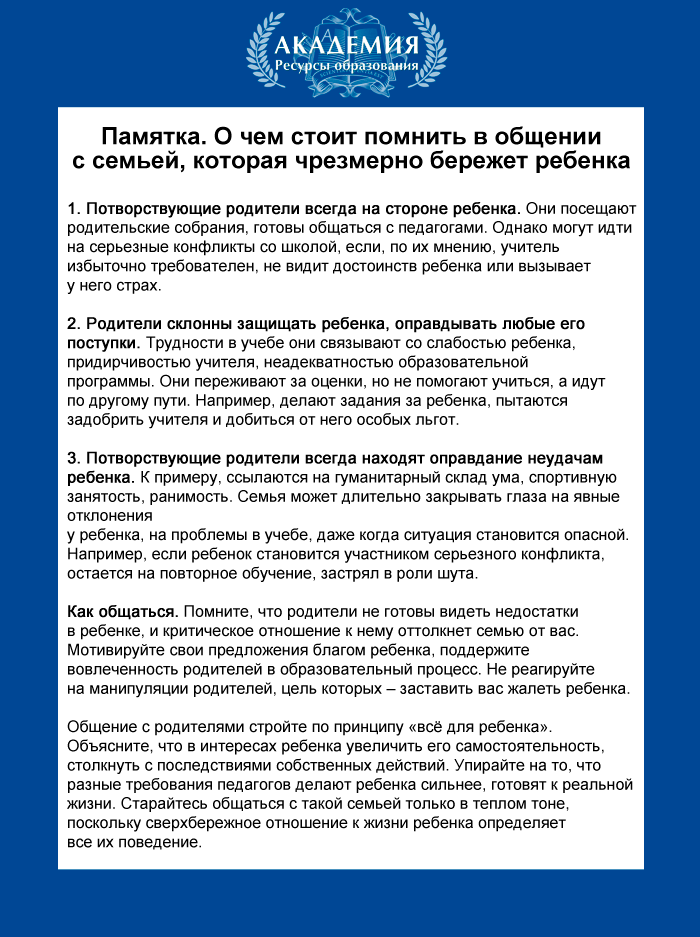 АКАДЕМИЯ
Ресурсы образования
Памятка. О чем стоит помнить в общении
с семьей, которая чрезмерно бережет ребенка
1. Потворствующие родители всегда на стороне ребенка. Они посещают
родительские собрания, готовы общаться с педагогами. Однако могут идти
на серьезные конфликты со школой, если, по их мнению, учитель
избыточно требователен, не видит достоинств ребенка или вызывает
у него страх.
2. Родители склонны защищать ребенка, оправдывать любые его
поступки. Трудности в учебе они связывают со слабостью ребенка,
придирчивостью учителя, неадекватностью образовательной
программы. Они переживают за оценки, но не помогают учиться, а идут
по другому пути. Например, делают задания за ребенка, пытаются
задобрить учителя и добиться от него особых льгот.
3. Потворствующие родители всегда находят оправдание неудачам
ребенка. К примеру, ссылаются на гуманитарный склад ума, спортивную
занятость, ранимость. Семья может длительно закрывать глаза на явные
отклонения
у ребенка, на проблемы в учебе, даже когда ситуация становится опасной.
Например, если ребенок становится участником серьезного конфликта,
остается на повторное обучение, застрял в роли шута.
Как общаться. Помните, что родители не готовы видеть недостатки
в ребенке, и критическое отношение к нему оттолкнет семью от вас.
Мотивируйте свои предложения благом ребенка, поддержите
вовлеченность родителей в образовательный процесс. Не реагируйте
на манипуляции родителей, цель которых – заставить вас жалеть ребенка.
Общение с родителями стройте по принципу «всё для ребенка».
Объясните, что в интересах ребенка увеличить его самостоятельность,
столкнуть с последствиями собственных действий. Упирайте на то, что
разные требования педагогов делают ребенка сильнее, готовят к реальной
жизни. Старайтесь общаться с такой семьей только в теплом тоне,
поскольку сверхбережное отношение к жизни ребенка определяет
все их поведение.